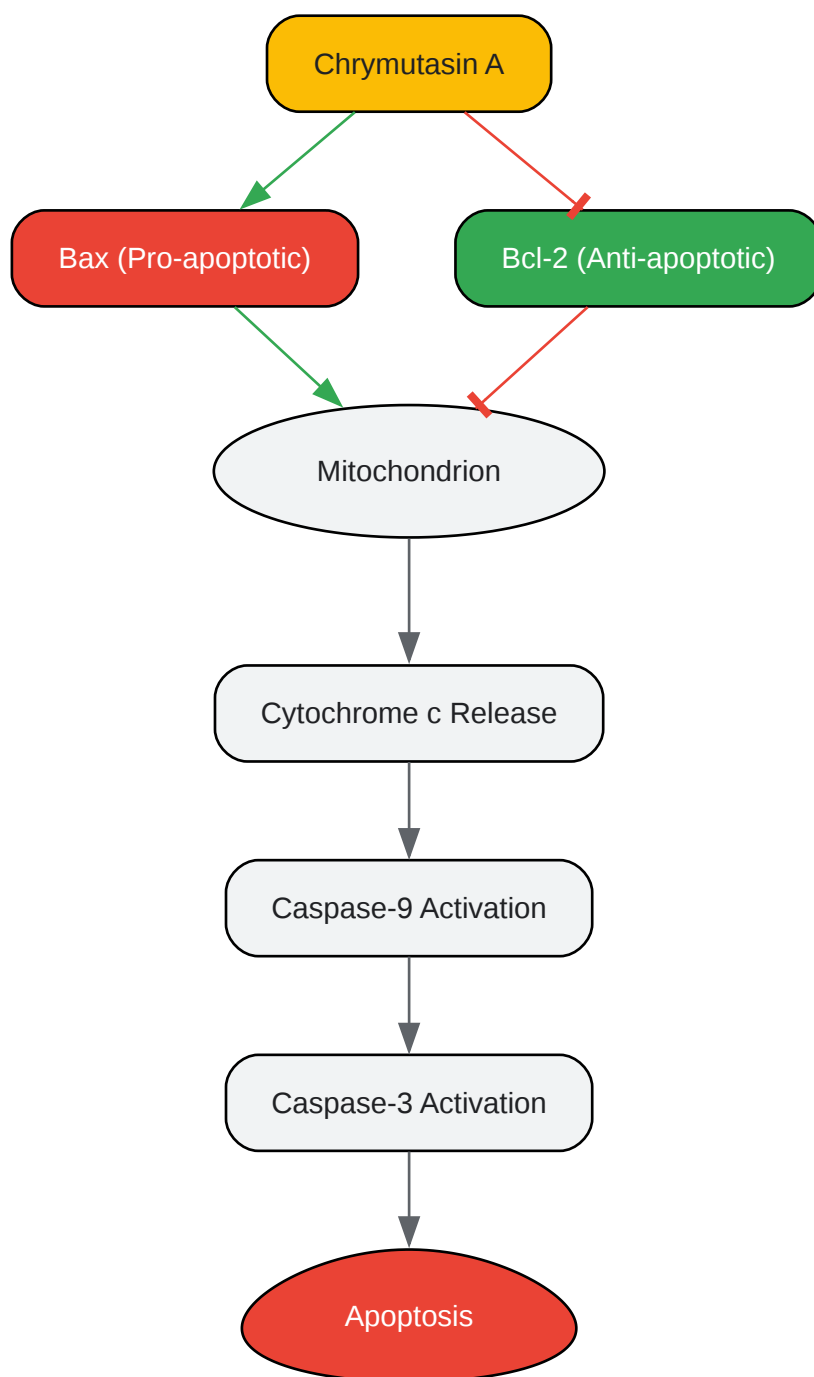 Chrymutasin A
Bax (Pro-apoptotic)
Bcl-2 (Anti-apoptotic)
Mitochondrion
Cytochrome c Release
Caspase-9 Activation
Caspase-3 Activation
Apoptosis